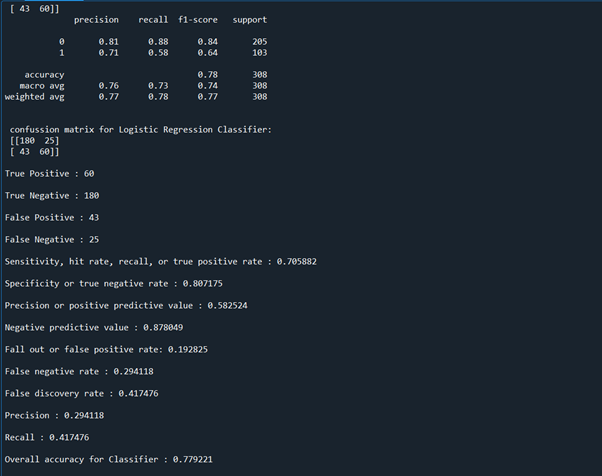 [ 43 60]]
precision recall f1-score support
0 0.81 0.88 0.84 205
1 0.71 0.58 0.64 103
accuracy 0.78 308
macro avg 0.76 0.73 0.74 308
weighted avg 0.77 0.78 0.77 308
confussion matrix for Logistic Regression Classifier:
[[180 25]
[ 43 60]]
True Positive : 60
True Negative : 180
False Positive : 43
False Negative : 25
Sensitivity, hit rate, recall, or true positive rate : 0.705882
Specificity or true negative rate : 0.807175
Precision or positive predictive value : 0.582524
Negative predictive value : 0.878049
Fall out or false positive rate: 0.192825
False negative rate : 0.294118
False discovery rate : 0.417476
Precision : 0.294118
Recall : 0.417476
Overall accuracy for Classifier : 0.779221